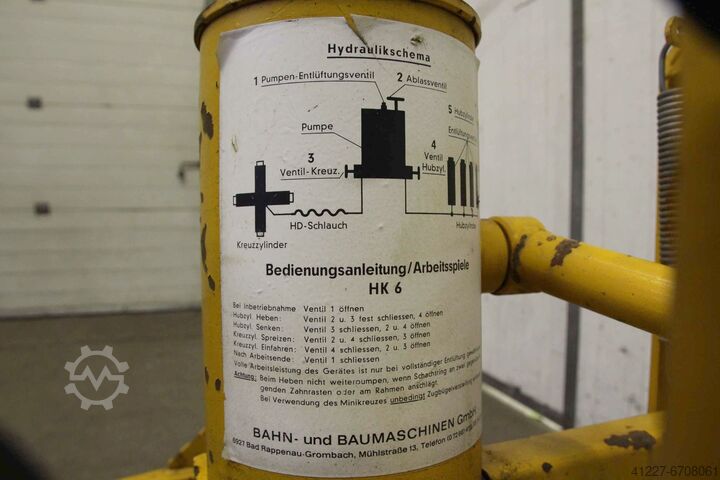 Hydraulikschema
1 Pumpen-Entlüftungsventil
2 Ablassventil
5 Hubzylinder
Pumpe
4 Ventil Hubzyl.
3 Ventil-Kreuz.
HD-Schlauch
Hubzylinder
Kreuzzylinder
Bedienungsanleitung/Arbeitsspiele
HK 6
Bei Inbetriebnahme Ventil 1 öffnen
Hubzyl. Heben: Ventil 2 u. 3 fest schliessen, 4 öffnen
Hubzyl. Senken: Ventil 3 schliessen, 2 u. 4 öffnen
Kreuzzyl. Spreizen: Ventil 2 u. 4 schliessen, 3 öffnen
Kreuzzyl. Einfahren: Ventil 4 schliessen, 2 u. 3 öffnen
Nach Arbeitsende: Ventil 1 schliessen
Volle Arbeitsleistung des Gerätes ist nur bei vollständiger Entlüftung
Achtung: Beim Heben nicht weiterpumpen, wenn Schachtring an zwei
genden Zahnrasten oder am Rahmen anschlägt.
Bei Verwendung des Minikreuzes unbedingt
BAHN- und BAUMASCHINEN GmbH
6927 Bad Rappenau-Grombach, Mühlstraße 13, Telefon
41227-6708061